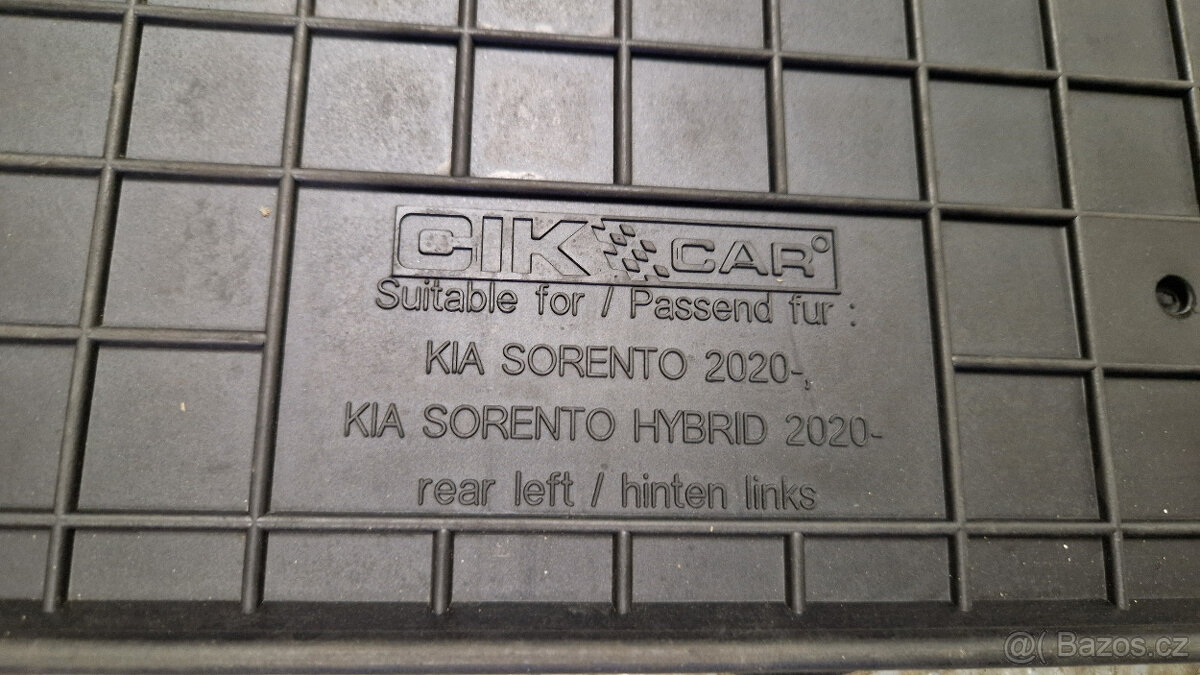 CIK CAR
Suitable for / Passend fur :
KIA SORENTO 2020-,
KIA SORENTO HYBRID 2020-
rear left / hinten links
@( Bazos.cz